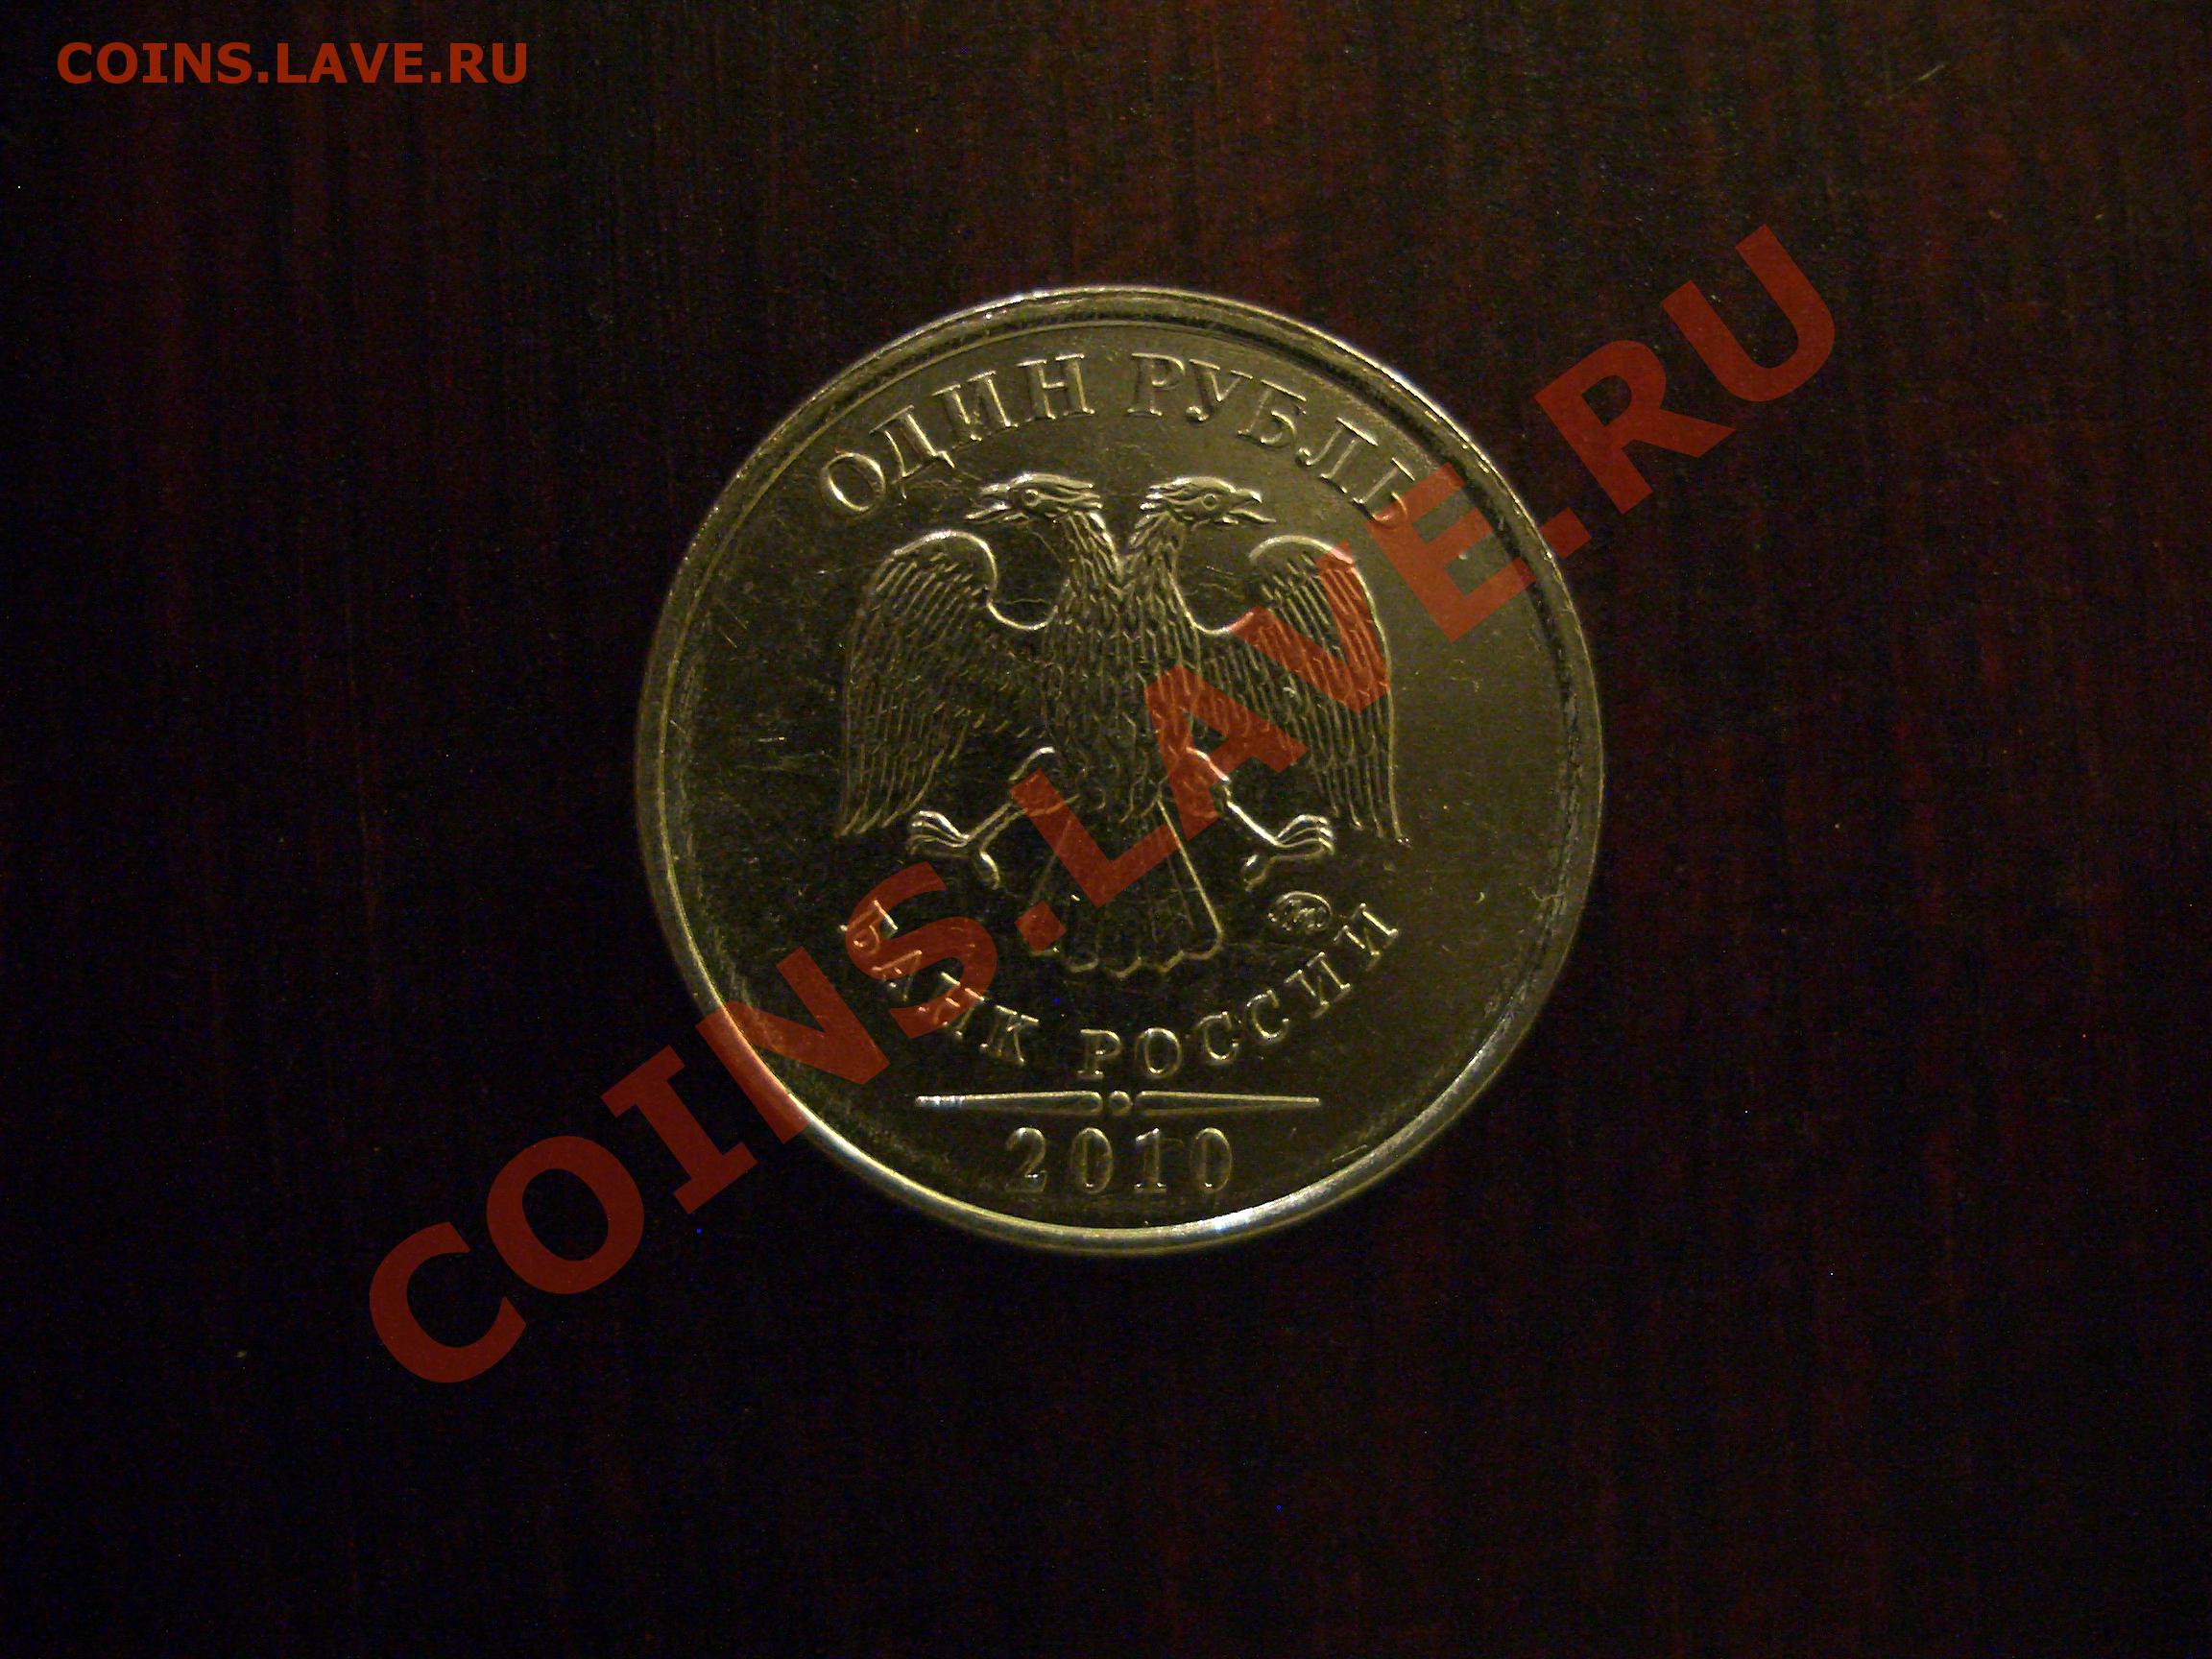 COINS.LAVE.RU
ОДИН РУБЛЬ
COINS.LAVE.RU
БАНК РОССИИ
2010